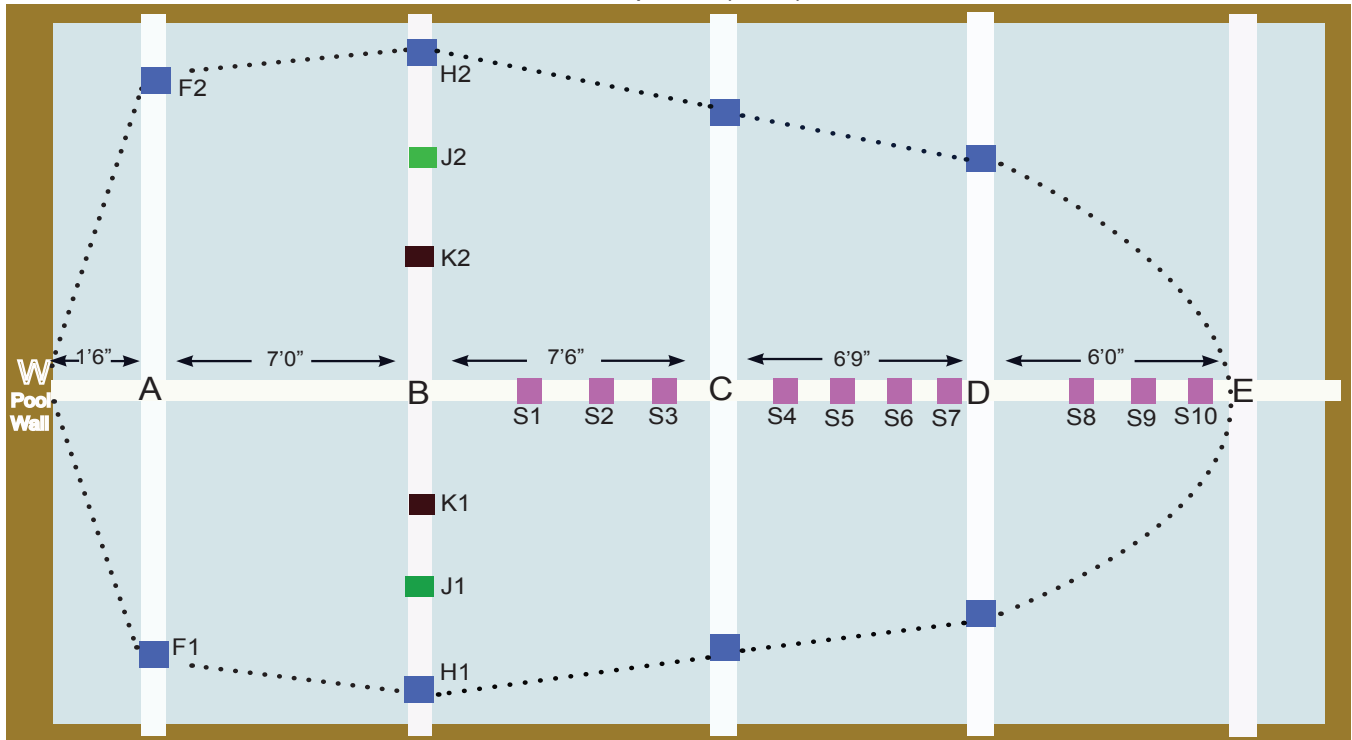 F2
H2
J2
K2
1’6”
7’0”
7’6”
6’9”
6’0”
W
Pool
Wall
A
B
C
D
E
S1
S2
S3
S4
S5
S6
S7
S8
S9
S10
K1
J1
F1
H1